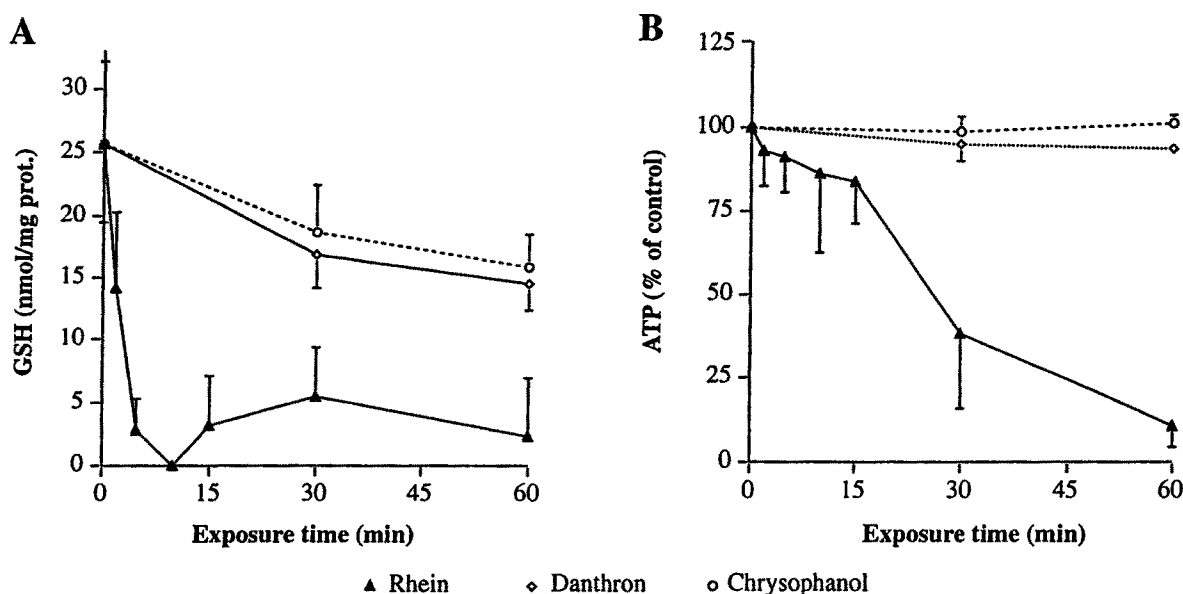 A
GSH (nmol/mg prot.)
30
25
20
15
10
5
0
0 15 30 45 60
Exposure time (min)
B
ATP (% of control)
125
100
75
50
25
0
0 15 30 45 60
Exposure time (min)
▲ Rhein ◇ Danthron ○ Chrysophanol